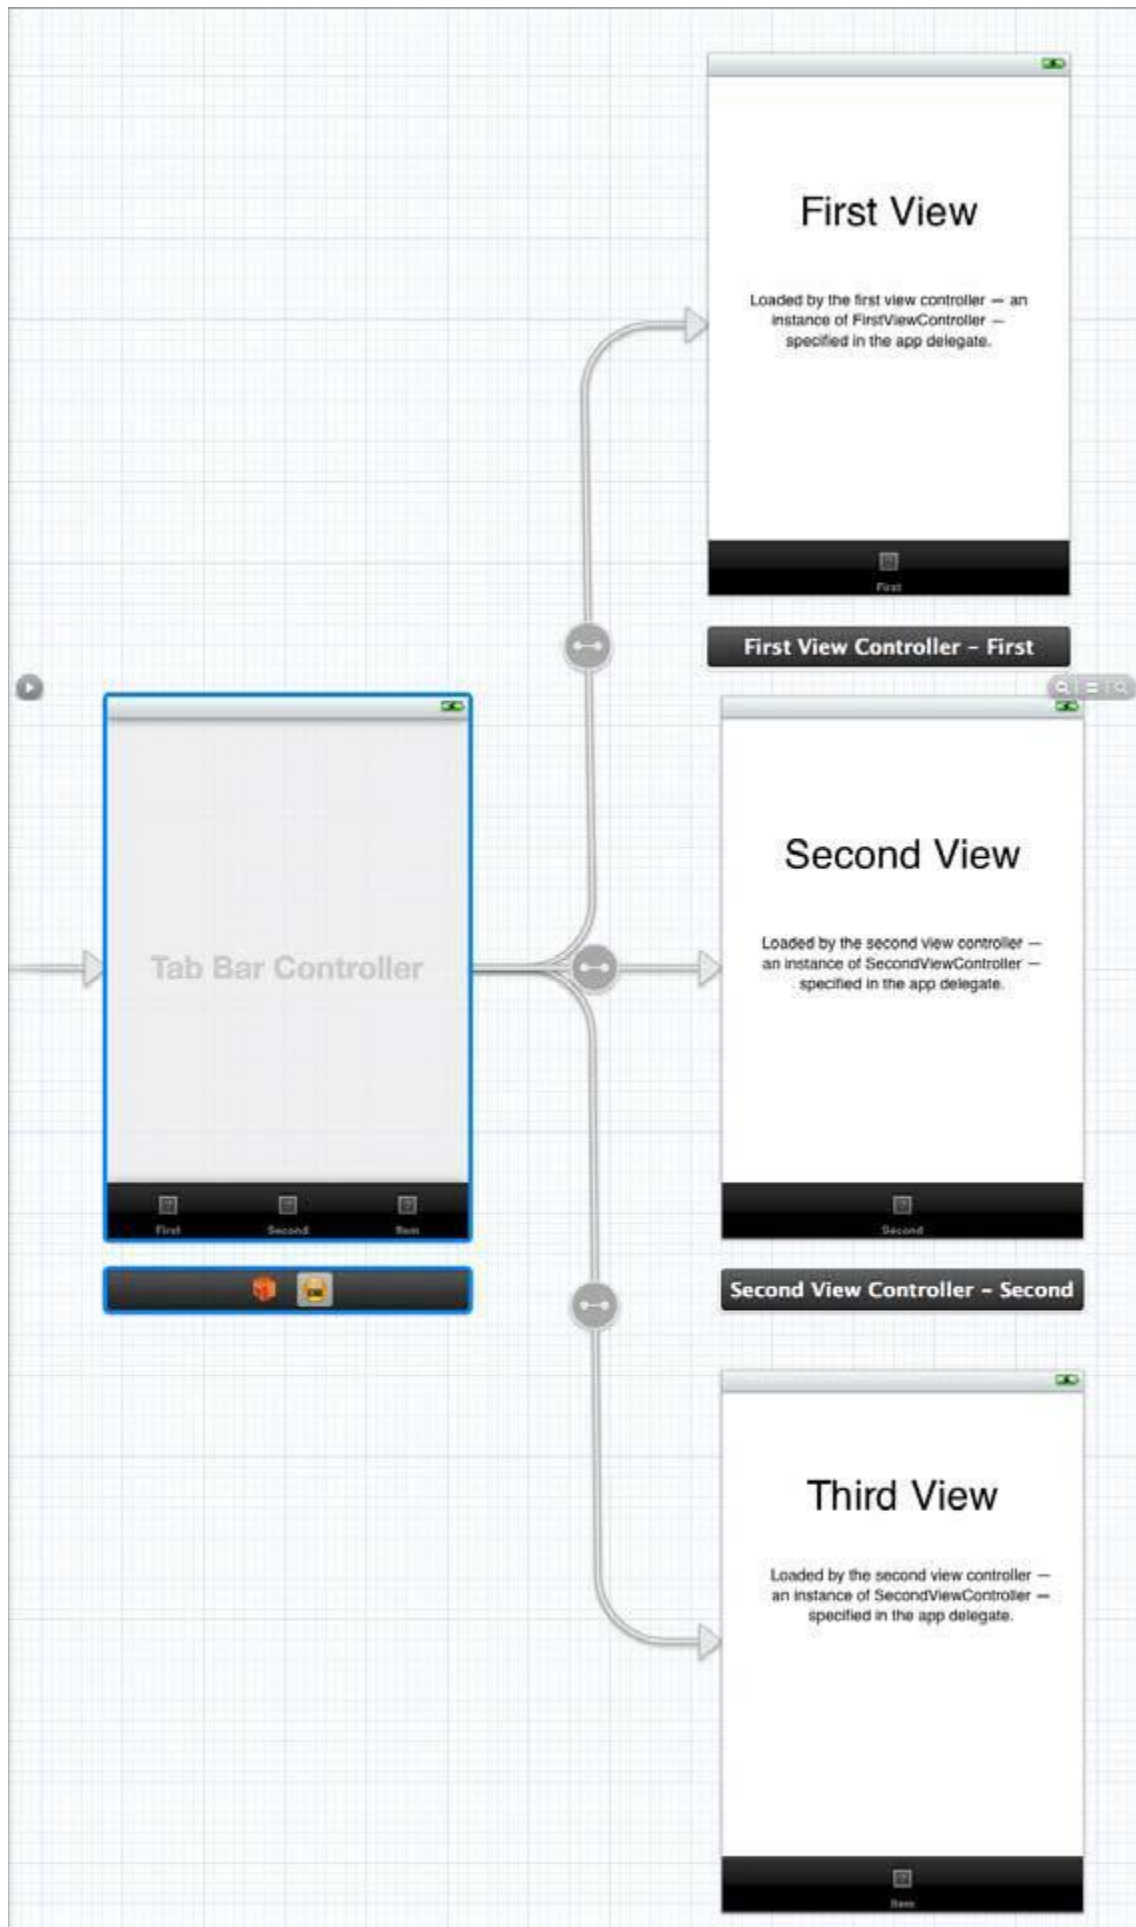 First View
Loaded by the first view controller — an
instance of FirstViewController —
specified in the app delegate.
First
First View Controller – First
Tab Bar Controller
First Second Item
Second View
Loaded by the second view controller —
an instance of SecondViewController —
specified in the app delegate.
Second
Second View Controller – Second
Third View
Loaded by the second view controller —
an instance of SecondViewController —
specified in the app delegate.
Item